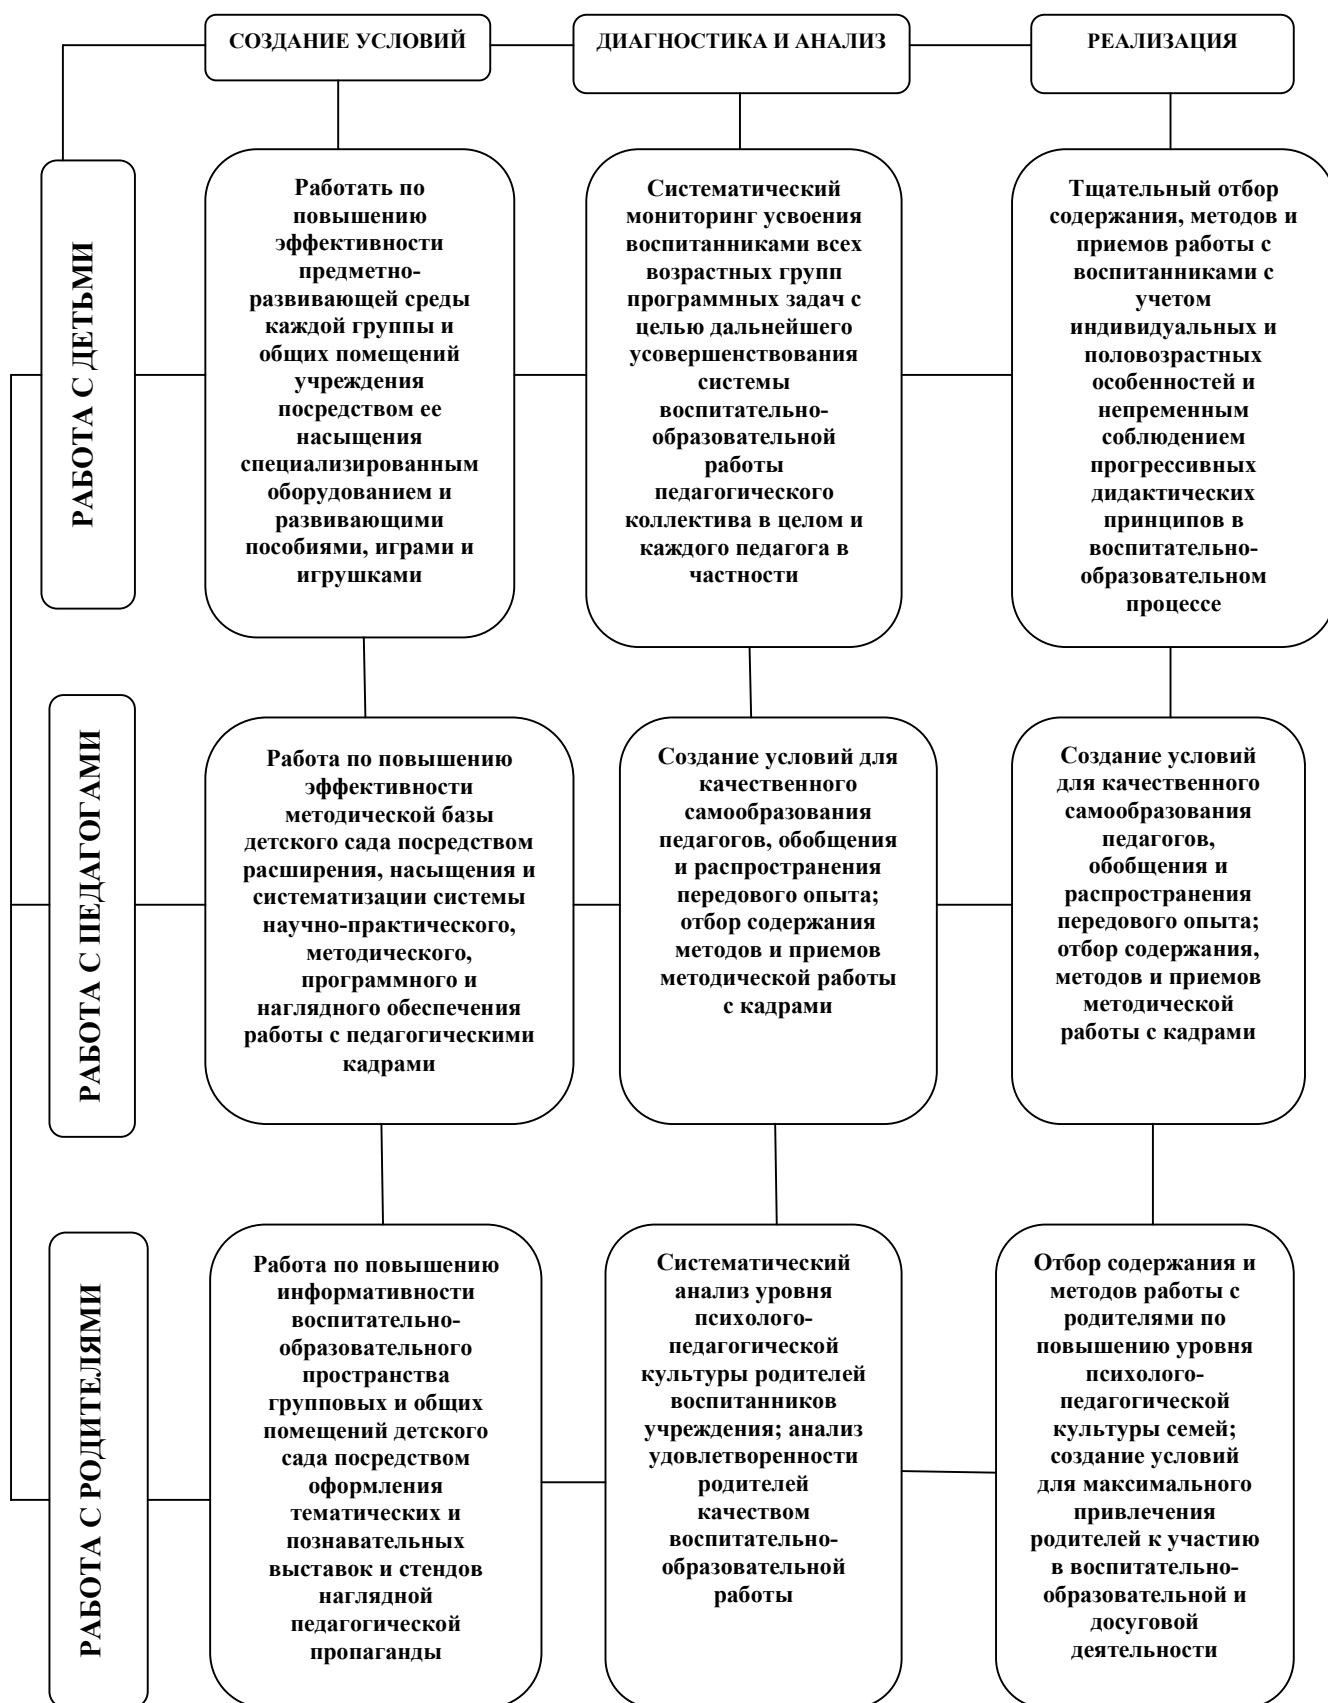 СОЗДАНИЕ УСЛОВИЙ
ДИАГНОСТИКА И АНАЛИЗ
РЕАЛИЗАЦИЯ
РАБОТА С ДЕТЬМИ
Работать по
повышению
эффективности
предметно-
развивающей среды
каждой группы и
общих помещений
учреждения
посредством ее
насыщения
специализированным
оборудованием и
развивающими
пособиями, играми и
игрушками
Систематический
мониторинг усвоения
воспитанниками всех
возрастных групп
программных задач с
целью дальнейшего
усовершенствования
системы
воспитательно-
образовательной
работы
педагогического
коллектива в целом и
каждого педагога в
частности
Тщательный отбор
содержания, методов и
приемов работы с
воспитанниками с
учетом
индивидуальных и
половозрастных
особенностей и
непременным
соблюдением
прогрессивных
дидактических
принципов в
воспитательно-
образовательном
процессе
РАБОТА С ПЕДАГОГАМИ
Работа по повышению
эффективности
методической базы
детского сада посредством
расширения, насыщения и
систематизации системы
научно-практического,
методического,
программного и
наглядного обеспечения
работы с педагогическими
кадрами
Создание условий для
качественного
самообразования
педагогов, обобщения
и распространения
передового опыта;
отбор содержания
методов и приемов
методической работы
с кадрами
Создание условий
для качественного
самообразования
педагогов,
обобщения и
распространения
передового опыта;
отбор содержания,
методов и приемов
методической
работы с кадрами
РАБОТА С РОДИТЕЛЯМИ
Работа по повышению
информативности
воспитательно-
образовательного
пространства
групповых и общих
помещений детского
сада посредством
оформления
тематических и
познавательных
выставок и стендов
наглядной
педагогической
пропаганды
Систематический
анализ уровня
психолого-
педагогической
культуры родителей
воспитанников
учреждения; анализ
удовлетворенности
родителей
качеством
воспитательно-
образовательной
работы
Отбор содержания и
методов работы с
родителями по
повышению уровня
психолого-
педагогической
культуры семей;
создание условий
для максимального
привлечения
родителей к участию
в воспитательно-
образовательной и
досуговой
деятельности